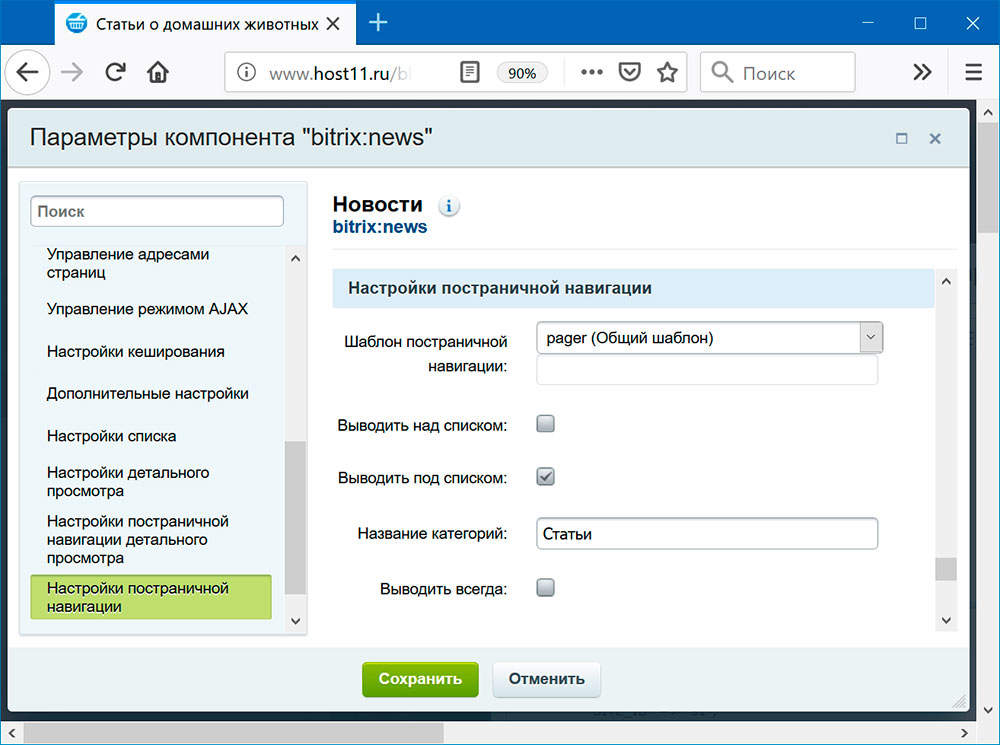 Статьи о домашних животных
www.host11.ru/bl
90%
Поиск
Параметры компонента "bitrix:news"
Поиск
Управление адресами
страниц
Управление режимом AJAX
Настройки кеширования
Дополнительные настройки
Настройки списка
Настройки детального
просмотра
Настройки постраничной
навигации детального
просмотра
Настройки постраничной
навигации
Новости
bitrix:news
Настройки постраничной навигации
Шаблон постраничной
навигации:
pager (Общий шаблон)
Выводить над списком:
Выводить под списком:
Название категорий:
Статьи
Выводить всегда:
Сохранить
Отменить